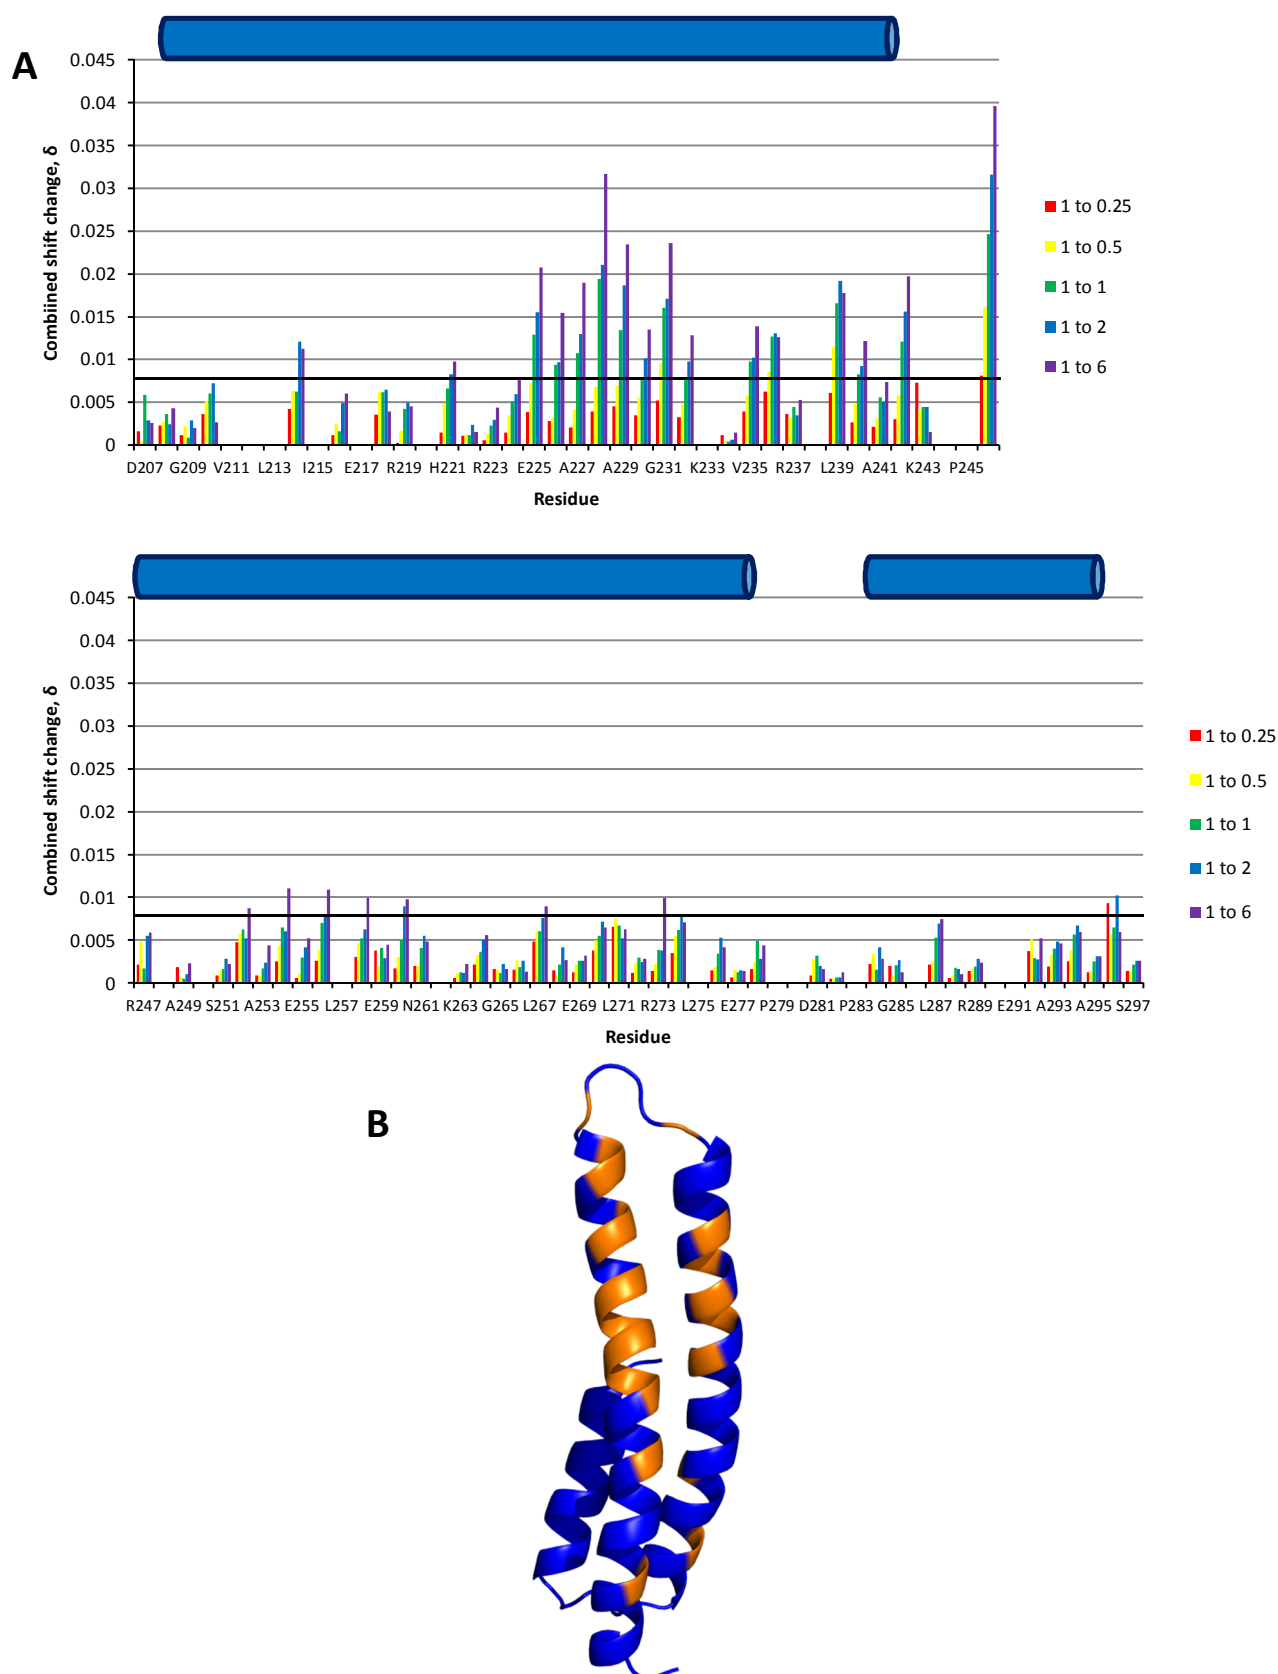 A
0.045
0.04
0.035
0.03
0.025
0.02
0.015
0.01
0.005
0
Combiined shift change, δ
D207 G209 V211 L213 I215 E217 R219 H221 R223 E225 A227 A229 G231 K233 V235 R237 L239 A241 K243 P245
Residue
1 to 0.25
1 to 0.5
1 to 1
1 to 2
1 to 6
0.045
0.04
0.035
0.03
0.025
0.02
0.015
0.01
0.005
0
Combined shift change, δ
R247 A249 S251 A253 E255 L257 E259 N261 K263 G265 L267 E269 L271 R273 L275 E277 P279 D281 P283 G285 L287 R289 E291 A293 A295 S297
Residue
1 to 0.25
1 to 0.5
1 to 1
1 to 2
1 to 6
B